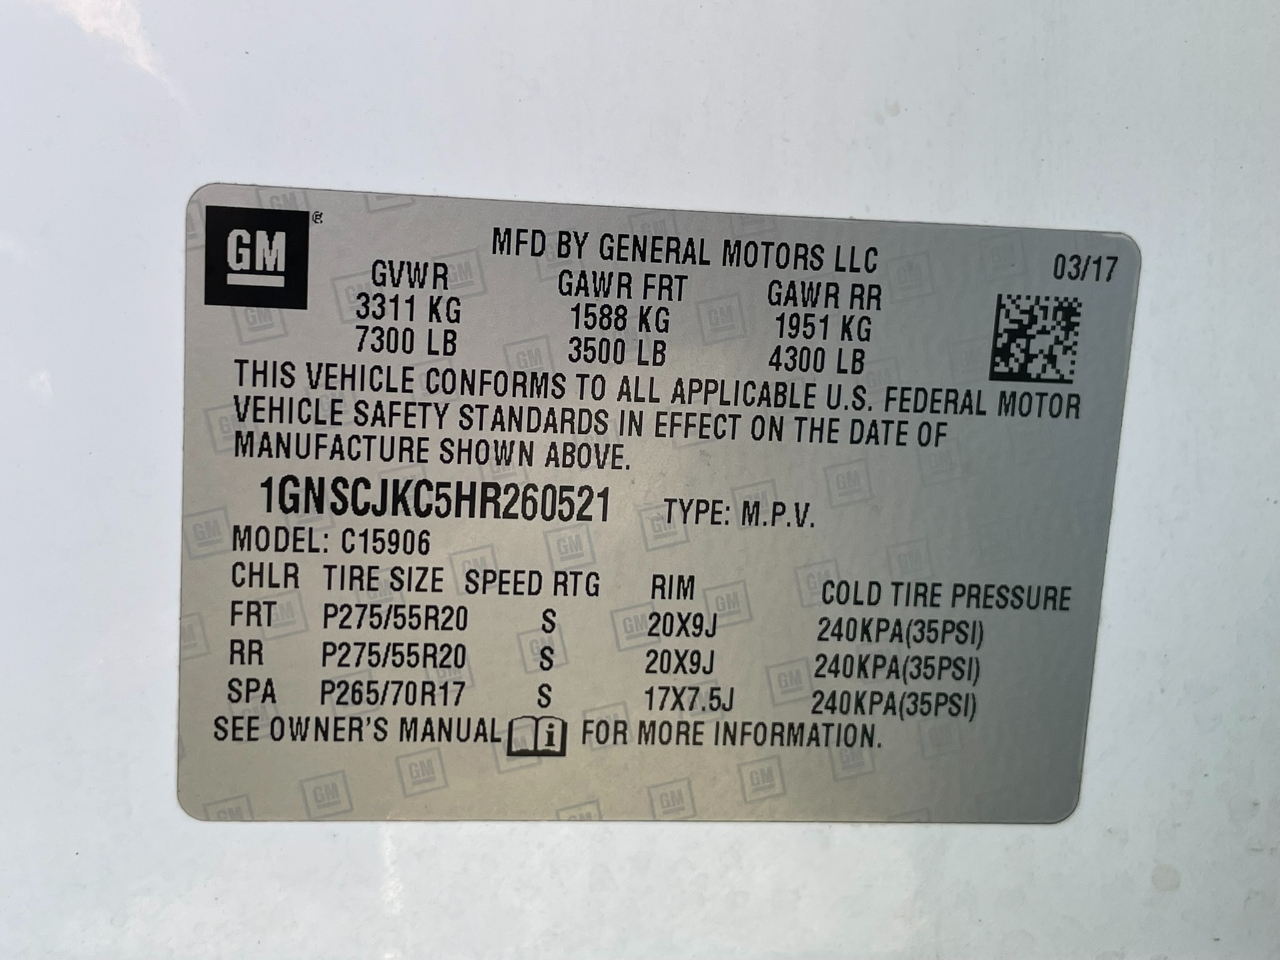 GM
MFD BY GENERAL MOTORS LLC 03/17
GVWR GAWR FRT GAWR RR
3311 KG 1588 KG 1951 KG
7300 LB 3500 LB 4300 LB
THIS VEHICLE CONFORMS TO ALL APPLICABLE U.S. FEDERAL MOTOR
VEHICLE SAFETY STANDARDS IN EFFECT ON THE DATE OF
MANUFACTURE SHOWN ABOVE.
1GNSCJKC5HR260521 TYPE: M.P.V.
MODEL: C15906
CHLR TIRE SIZE SPEED RTG RIM COLD TIRE PRESSURE
FRT P275/55R20 S 20X9J 240KPA(35PSI)
RR P275/55R20 S 20X9J 240KPA(35PSI)
SPA P265/70R17 S 17X7.5J 240KPA(35PSI)
SEE OWNER'S MANUAL i FOR MORE INFORMATION.